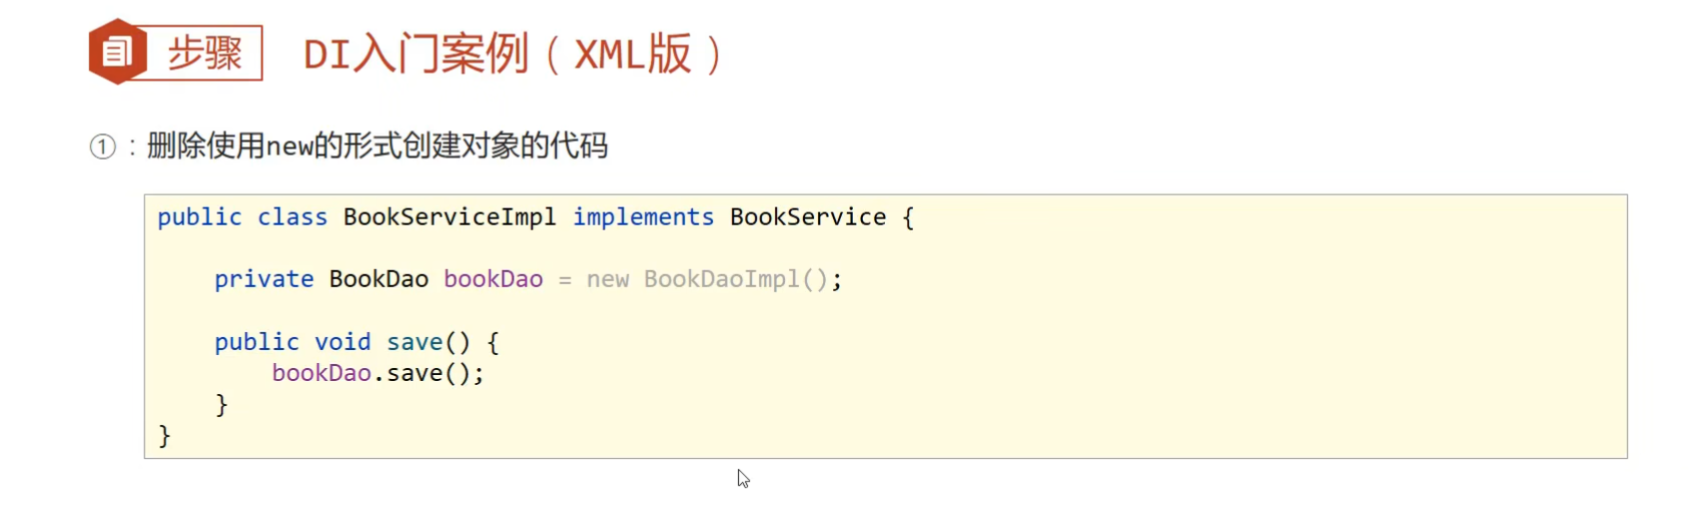 步骤 DI入门案例（XML版）
①：删除使用new的形式创建对象的代码
public class BookServiceImpl implements BookService {
    private BookDao bookDao = new BookDaoImpl();
    public void save() {
        bookDao.save();
    }
}